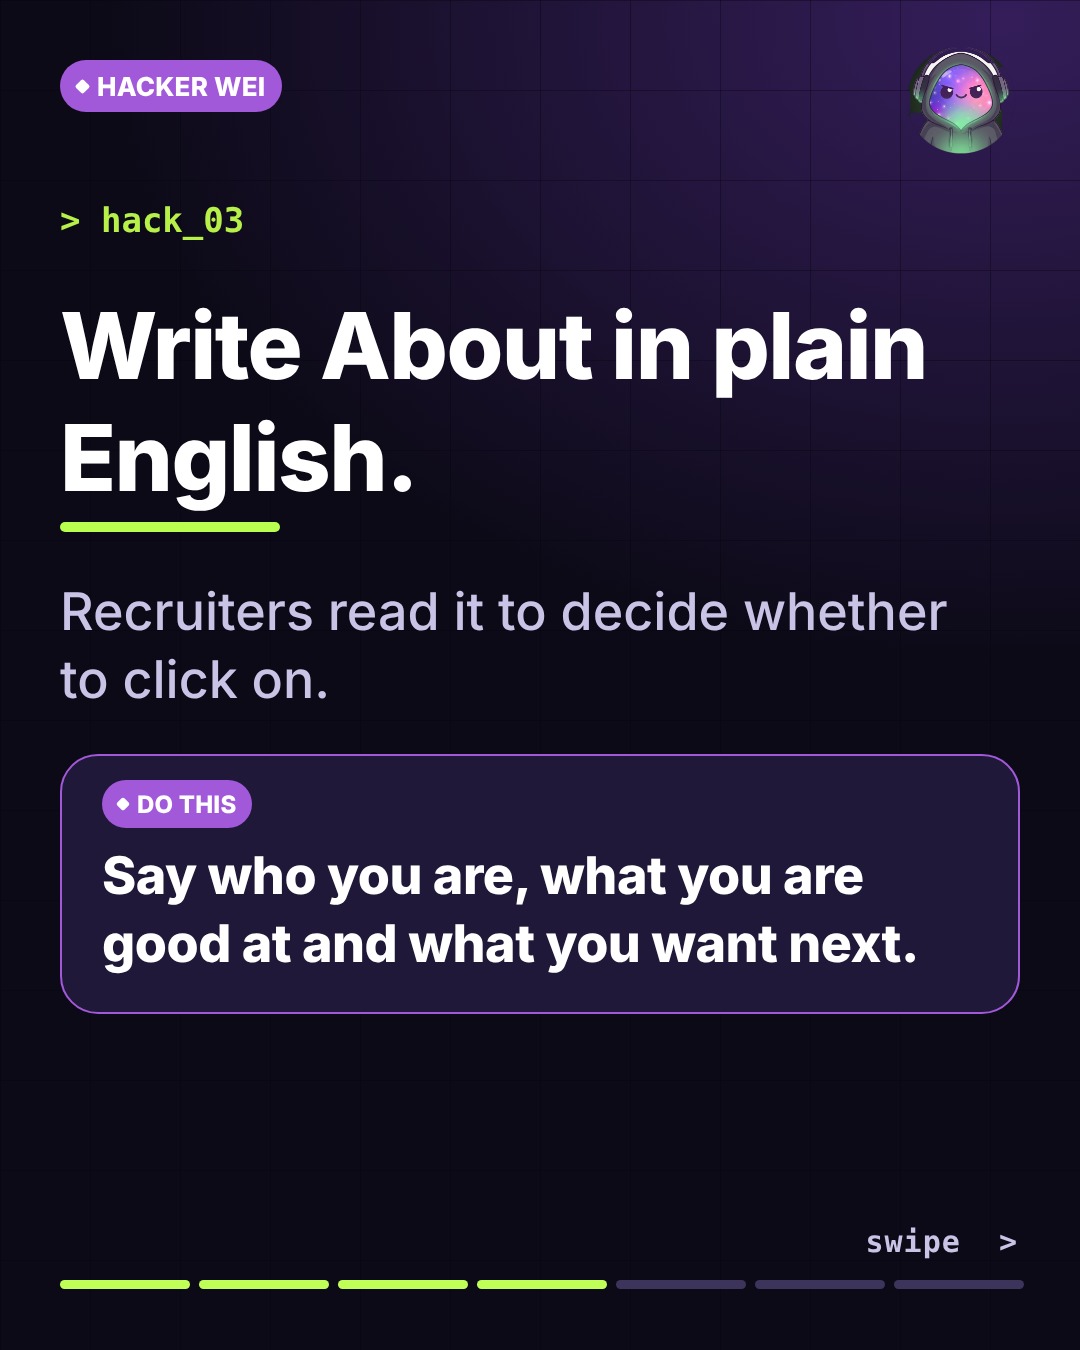 HACKER WEI
> hack_03
Write About in plain
English.
Recruiters read it to decide whether
to click on.
DO THIS
Say who you are, what you are
good at and what you want next.
swipe >